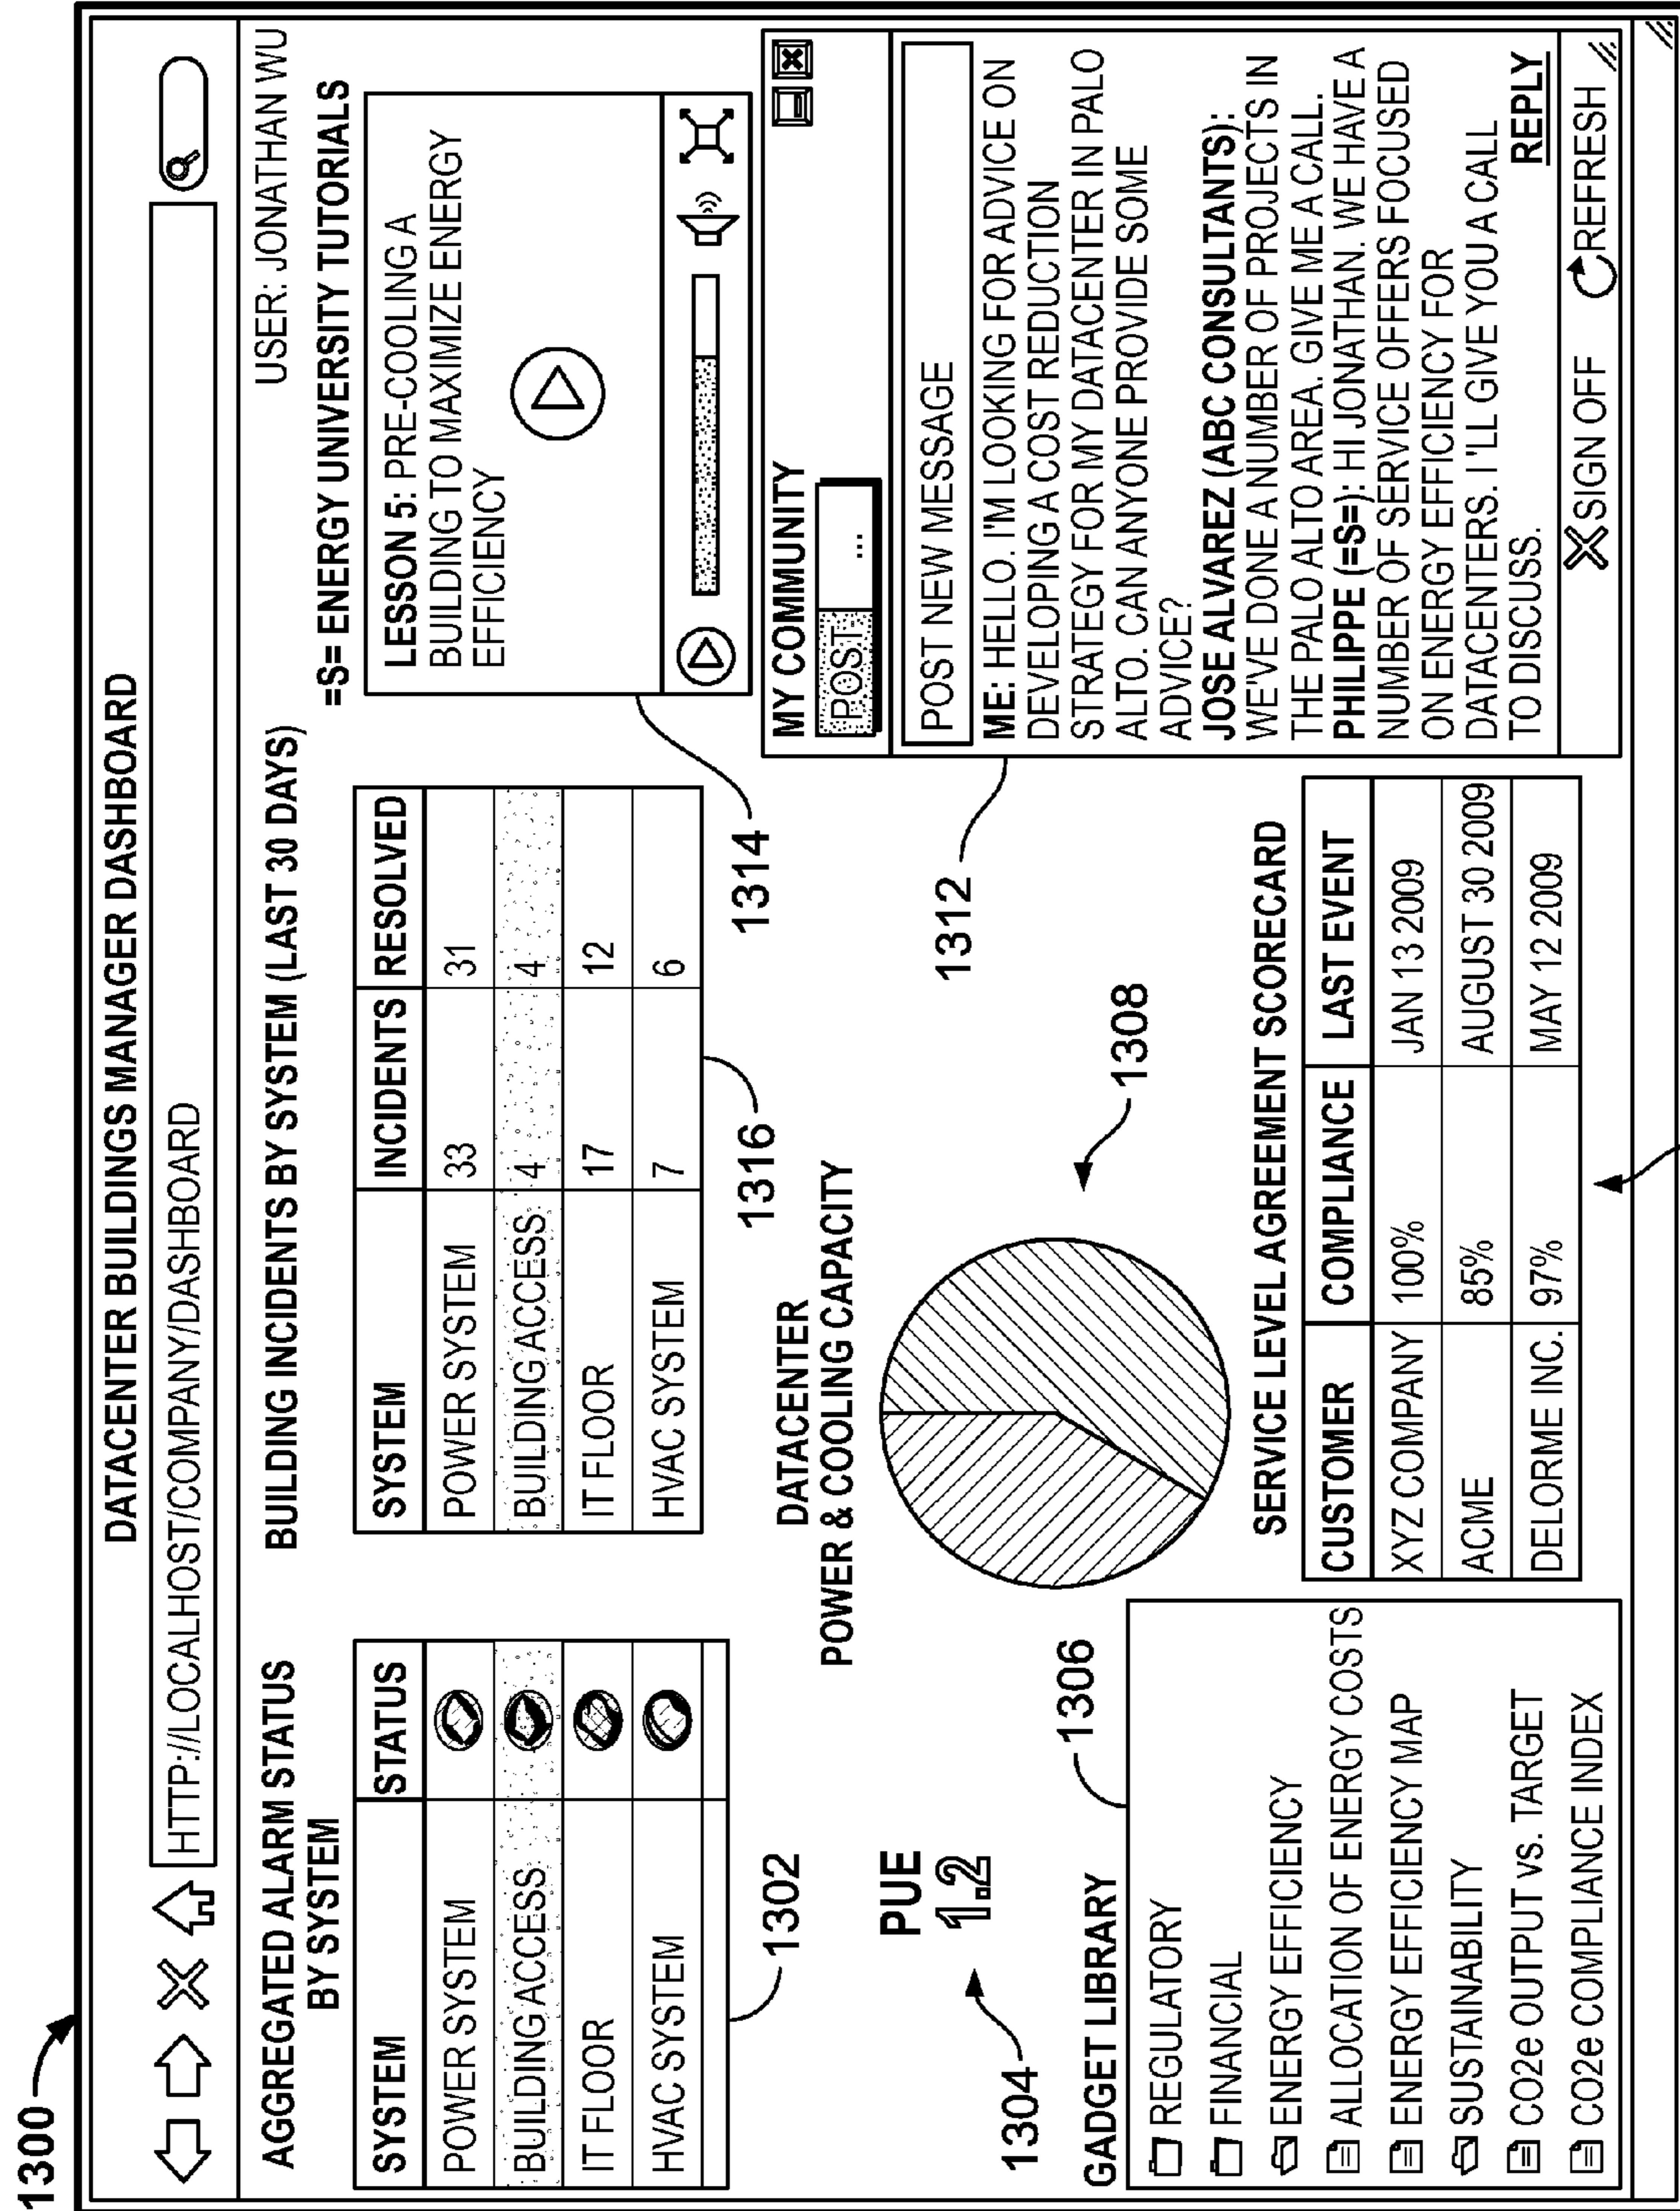 1300
DATACENTER BUILDINGS MANAGER DASHBOARD
HTTP://LOCALHOST/COMPANY/DASHBOARD
USER: JONATHAN WU
AGGREGATED ALARM STATUS
BY SYSTEM
SYSTEM STATUS
POWER SYSTEM
BUILDING ACCESS
IT FLOOR
HVAC SYSTEM
1302
BUILDING INCIDENTS BY SYSTEM (LAST 30 DAYS)
SYSTEM INCIDENTS RESOLVED
POWER SYSTEM 33 31
BUILDING ACCESS 4 4
IT FLOOR 17 12
HVAC SYSTEM 7 6
1316
=S= ENERGY UNIVERSITY TUTORIALS
LESSON 5: PRE-COOLING A
BUILDING TO MAXIMIZE ENERGY
EFFICIENCY
1314
PUE
1.2
1304
DATACENTER
POWER & COOLING CAPACITY
1308
MY COMMUNITY
POST ...
POST NEW MESSAGE
ME: HELLO. I'M LOOKING FOR ADVICE ON
DEVELOPING A COST REDUCTION
STRATEGY FOR MY DATACENTER IN PALO
ALTO. CAN ANYONE PROVIDE SOME
ADVICE?
JOSE ALVAREZ (ABC CONSULTANTS):
WE'VE DONE A NUMBER OF PROJECTS IN
THE PALO ALTO AREA. GIVE ME A CALL.
PHILIPPE (=S=): HI JONATHAN. WE HAVE A
NUMBER OF SERVICE OFFERS FOCUSED
ON ENERGY EFFICIENCY FOR
DATACENTERS. I 'LL GIVE YOU A CALL
TO DISCUSS.
REPLY
SIGN OFF REFRESH
1312
GADGET LIBRARY
1306
REGULATORY
FINANCIAL
ENERGY EFFICIENCY
ALLOCATION OF ENERGY COSTS
ENERGY EFFICIENCY MAP
SUSTAINABILITY
CO2e OUTPUT vs. TARGET
CO2e COMPLIANCE INDEX
SERVICE LEVEL AGREEMENT SCORECARD
CUSTOMER COMPLIANCE LAST EVENT
XYZ COMPANY 100% JAN 13 2009
ACME 85% AUGUST 30 2009
DELORME INC. 97% MAY 12 2009